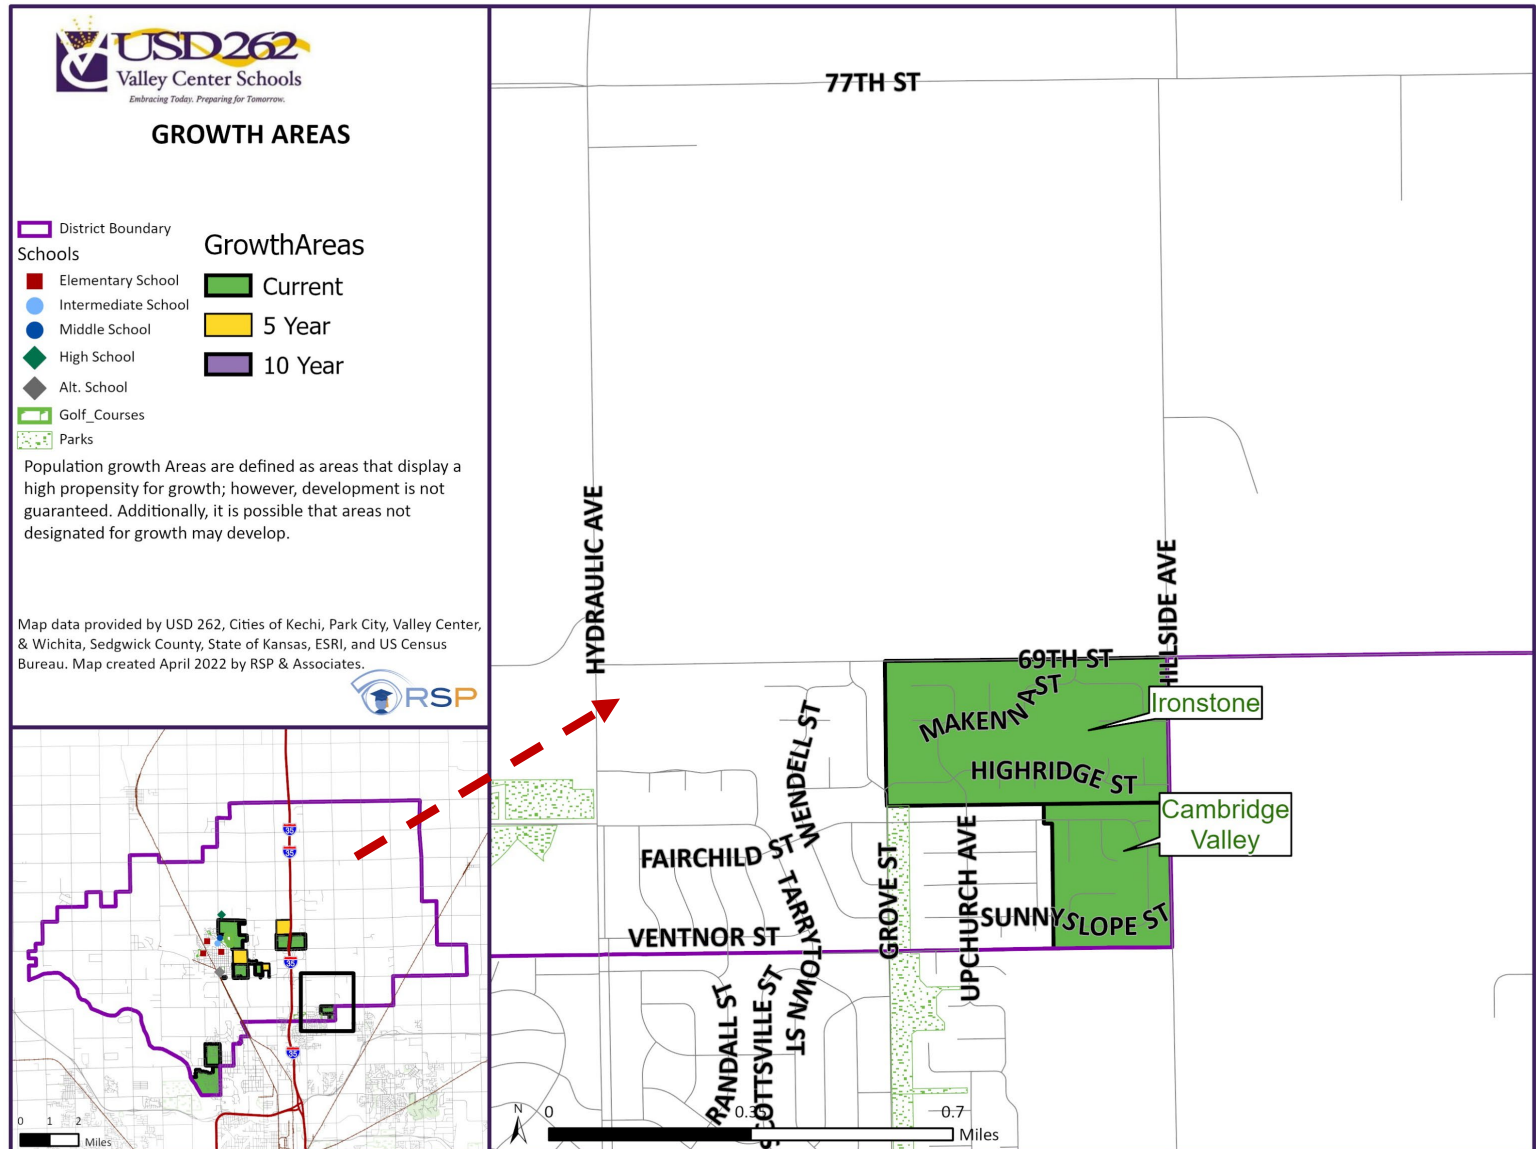 USD 262
Valley Center Schools
Embracing Today. Preparing for Tomorrow.
GROWTH AREAS
District Boundary
Schools
Elementary School
Intermediate School
Middle School
High School
Alt. School
Golf_Courses
Parks
GrowthAreas
Current
5 Year
10 Year
Population growth Areas are defined as areas that display a
high propensity for growth; however, development is not
guaranteed. Additionally, it is possible that areas not
designated for growth may develop.
Map data provided by USD 262, Cities of Kechi, Park City, Valley Center,
& Wichita, Sedgwick County, State of Kansas, ESRI, and US Census
Bureau. Map created April 2022 by RSP & Associates.
RSP
35
35
35
35
0 1 2
Miles
77TH ST
HYDRAULIC AVE
HILLSIDE AVE
69TH ST
MAKENNA ST
Ironstone
HIGHRIDGE ST
Cambridge
Valley
WENDELL ST
FAIRCHILD ST
TARRYTOWN ST
GROVE ST
UPCHURCH AVE
SUNNYSLOPE ST
VENTNOR ST
RANDALL ST
SCOTTSVILLE ST
N
0 0.35 0.7
Miles